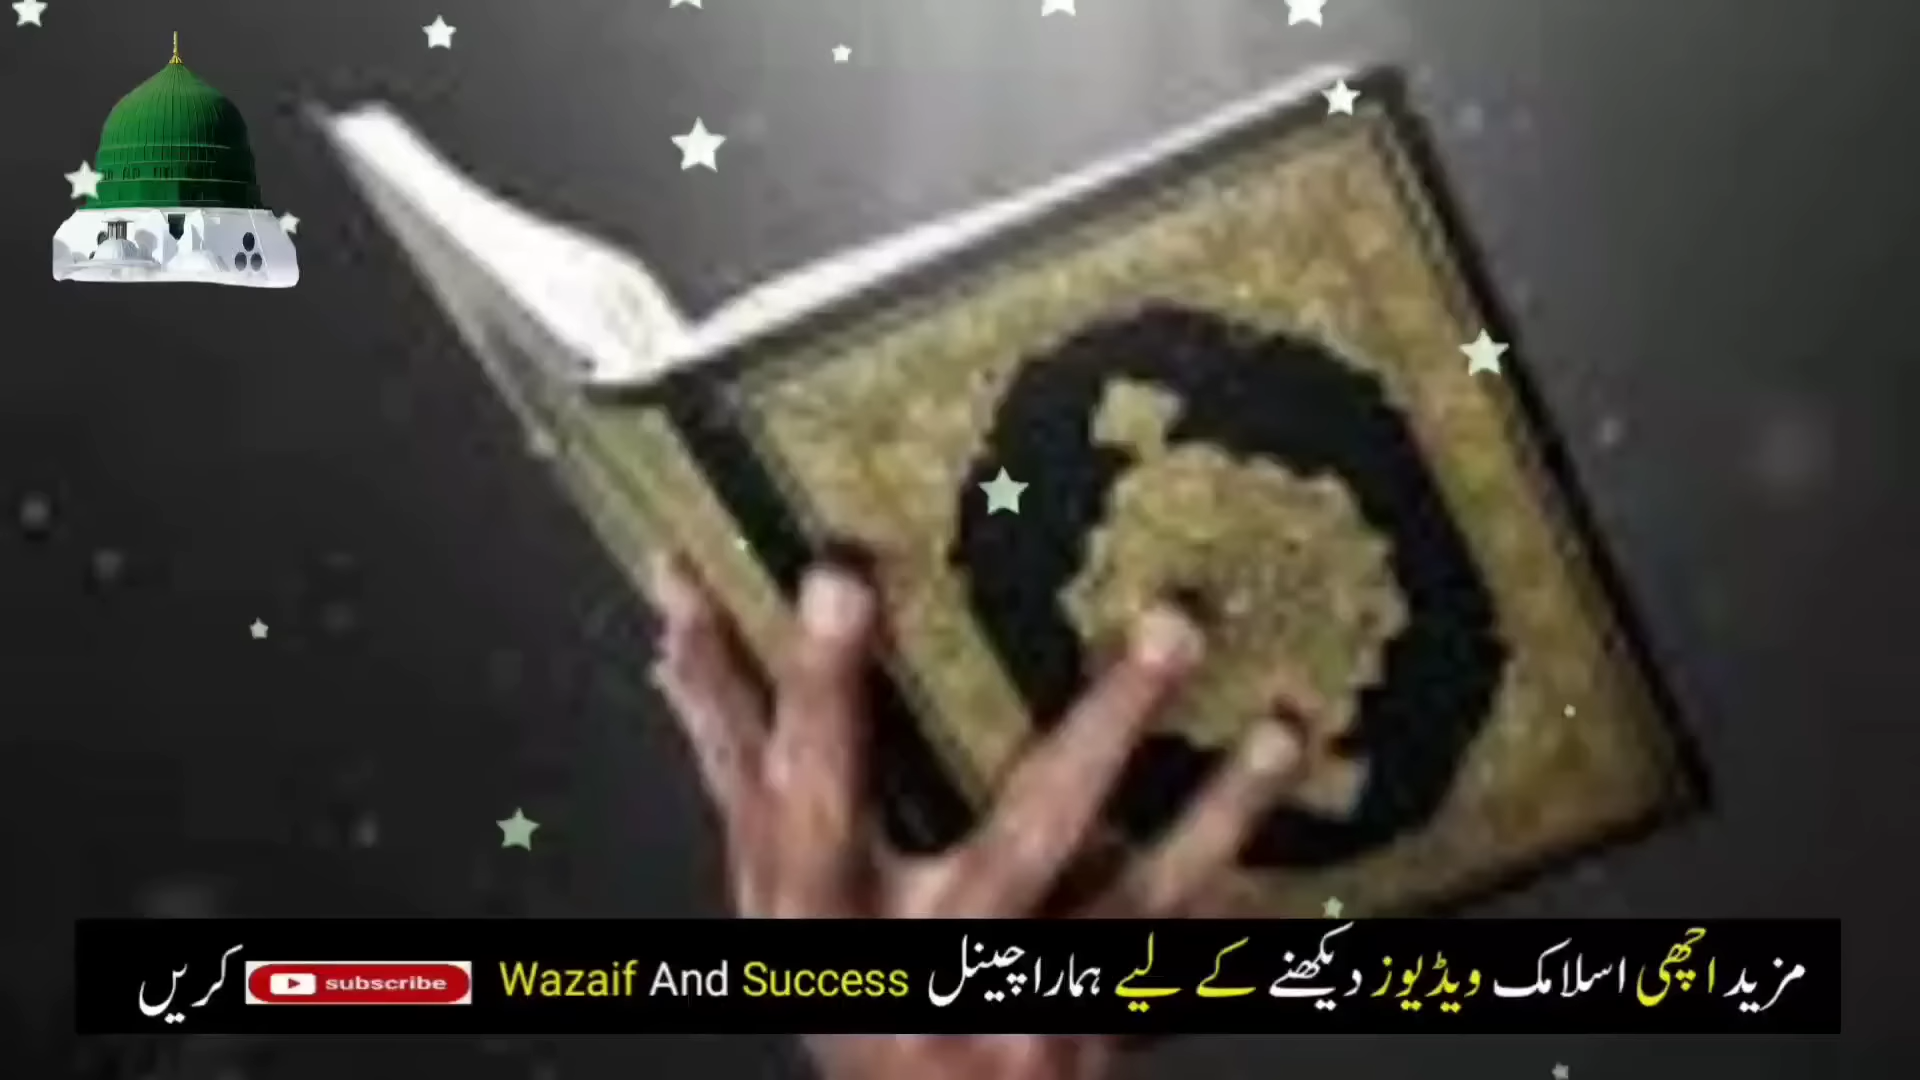 مزید اچھی اسلامک ویڈیوز دیکھنے کے لیے ہمارا چینل Wazaif And Success subscribe کریں